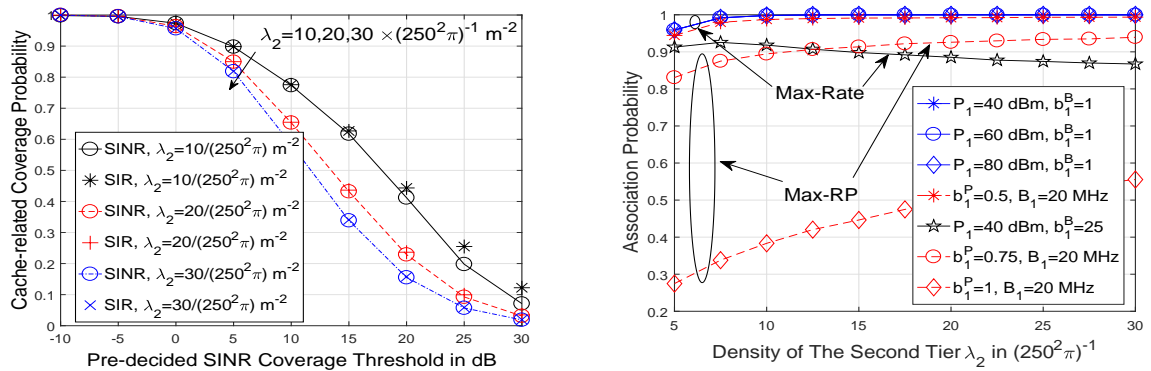 Cache-related Coverage Probability
1
0.9
0.8
0.7
0.6
0.5
0.4
0.3
0.2
0.1
0
λ₂=10,20,30 ×(250²π)⁻¹ m⁻²
SINR, λ₂=10/(250²π) m⁻²
SIR, λ₂=10/(250²π) m⁻²
SINR, λ₂=20/(250²π) m⁻²
SIR, λ₂=20/(250²π) m⁻²
SINR, λ₂=30/(250²π) m⁻²
SIR, λ₂=30/(250²π) m⁻²
-10 -5 0 5 10 15 20 25 30
Pre-decided SINR Coverage Threshold in dB
Association Probability
1
0.9
0.8
0.7
0.6
0.5
0.4
0.3
0.2
Max-Rate
Max-RP
P₁=40 dBm, b₁ᴮ=1
P₁=60 dBm, b₁ᴮ=1
P₁=80 dBm, b₁ᴮ=1
b₁ᴾ=0.5, B₁=20 MHz
P₁=40 dBm, b₁ᴮ=25
b₁ᴾ=0.75, B₁=20 MHz
b₁ᴾ=1, B₁=20 MHz
5 10 15 20 25 30
Density of The Second Tier λ₂ in (250²π)⁻¹